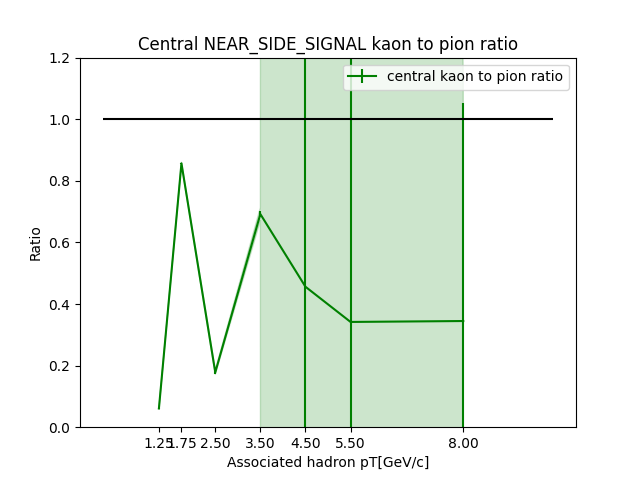 Central NEAR_SIDE_SIGNAL kaon to pion ratio
central kaon to pion ratio
1.2
1.0
0.8
0.6
0.4
0.2
0.0
Ratio
1.25 1.75 2.50 3.50 4.50 5.50 8.00
Associated hadron pT[GeV/c]